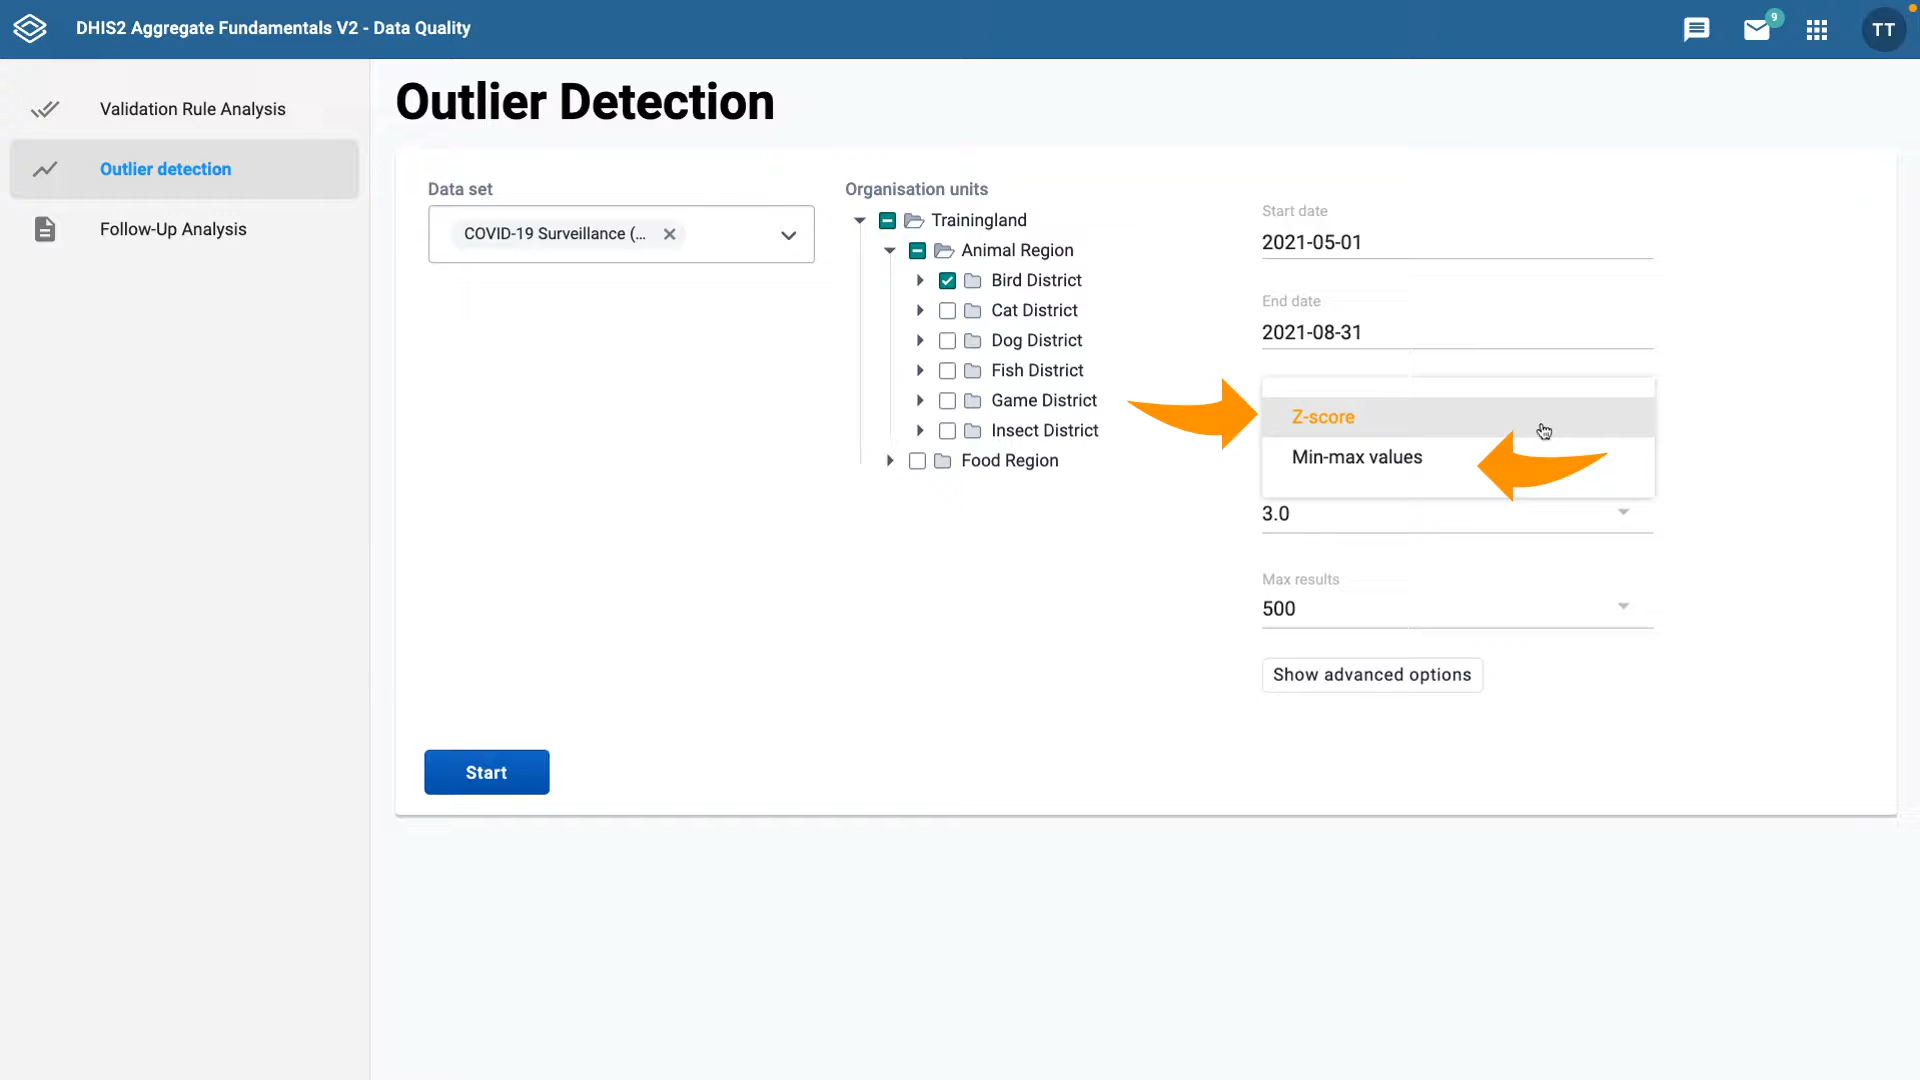 DHIS2 Aggregate Fundamentals V2 - Data Quality
9
TT
Validation Rule Analysis
Outlier detection
Follow-Up Analysis
Outlier Detection
Data set
COVID-19 Surveillance (...
Organisation units
Trainingland
Animal Region
Bird District
Cat District
Dog District
Fish District
Game District
Insect District
Food Region
Start date
2021-05-01
End date
2021-08-31
Z-score
Min-max values
3.0
Max results
500
Show advanced options
Start